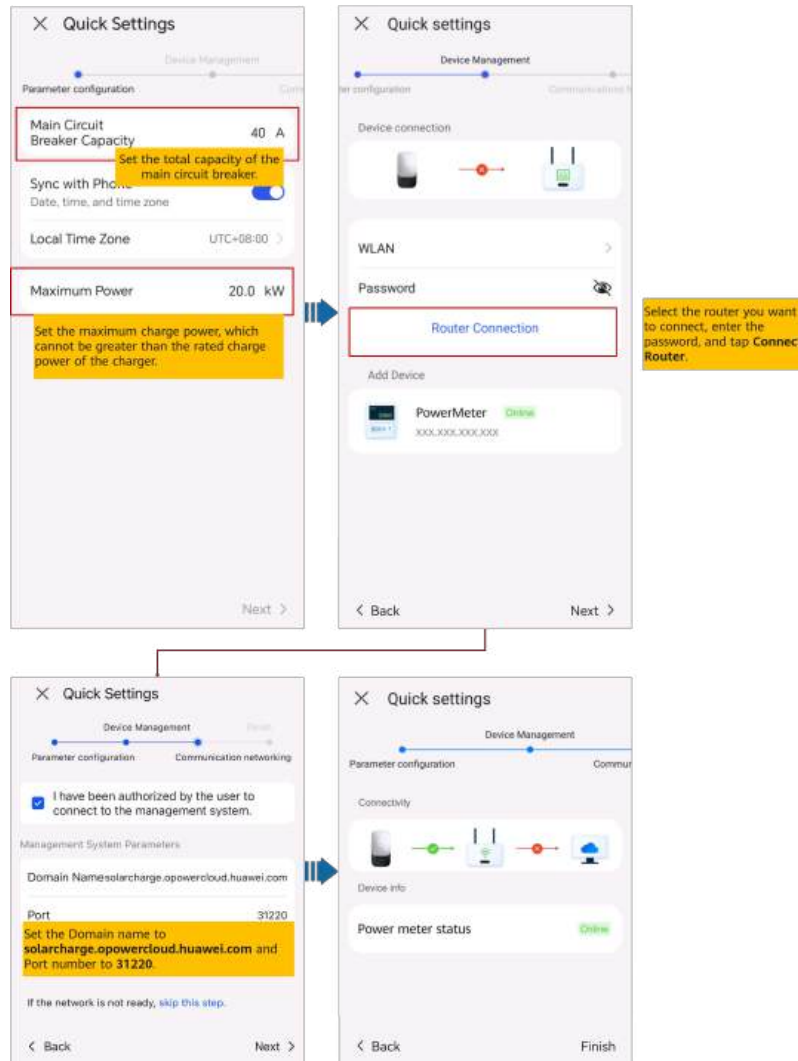 Quick Settings
Device Management
Parameter configuration
Main Circuit
Breaker Capacity
40 A
Set the total capacity of the
main circuit breaker.
Sync with
Date, time, and time zone
Local Time Zone
UTC+08:00
Maximum Power
20.0 kW
Set the maximum charge power, which
cannot be greater than the rated charge
power of the charger.
Next >
Quick settings
Device Management
configuration
Device connection
WLAN
Password
Router Connection
Add Device
PowerMeter
Online
XXX.XXX.XXX.XXX
< Back
Next >
Select the router you want
to connect, enter the
password, and tap Connec
Router.
Quick Settings
Device Management
Parameter configuration
Communication networking
I have been authorized by the user to
connect to the management system.
Management System Parameters
Domain Name solarcharge.opowercloud.huawei.com
Port
31220
Set the Domain name to
solarcharge.opowercloud.huawei.com and
Port number to 31220.
If the network is not ready, skip this step.
< Back
Next >
Quick settings
Device Management
Parameter configuration
Commun
Connectivity
Device info
Power meter status
Online
< Back
Finish